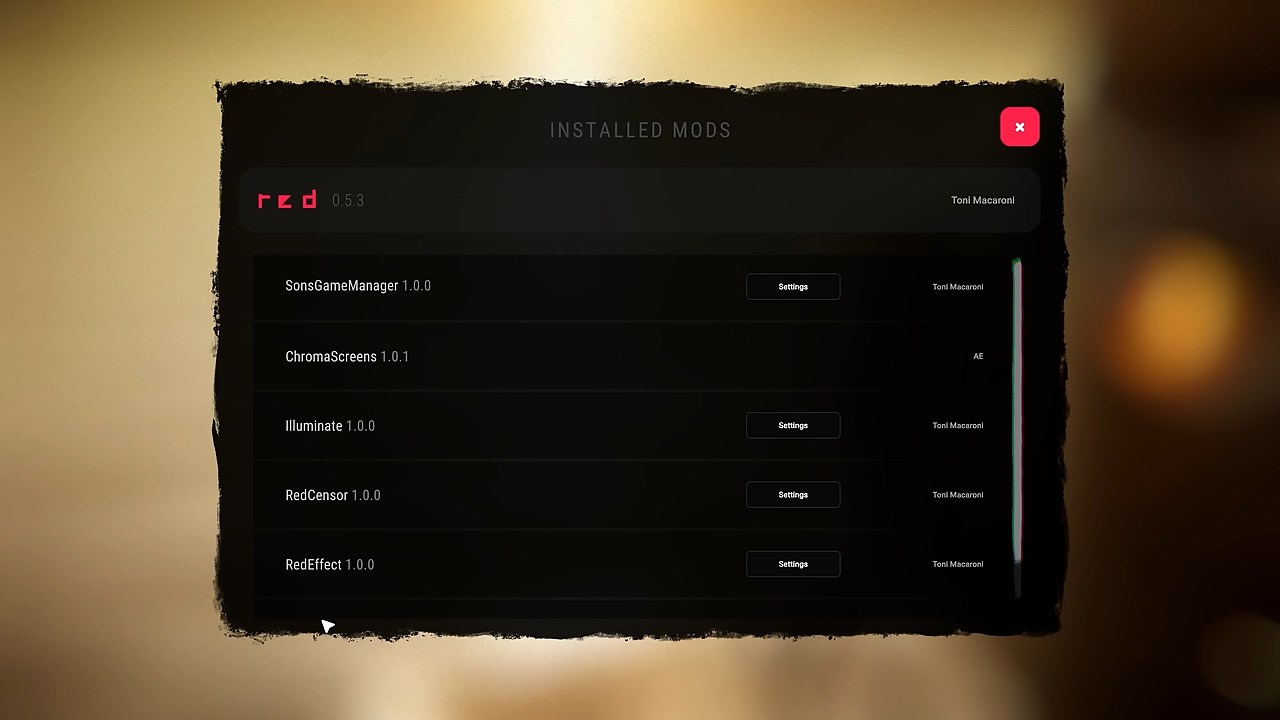 INSTALLED MODS
red 0.5.3 Toni Macaroni
SonsGameManager 1.0.0 Settings Toni Macaroni
ChromaScreens 1.0.1 AE
Illuminate 1.0.0 Settings Toni Macaroni
RedCensor 1.0.0 Settings Toni Macaroni
RedEffect 1.0.0 Settings Toni Macaroni